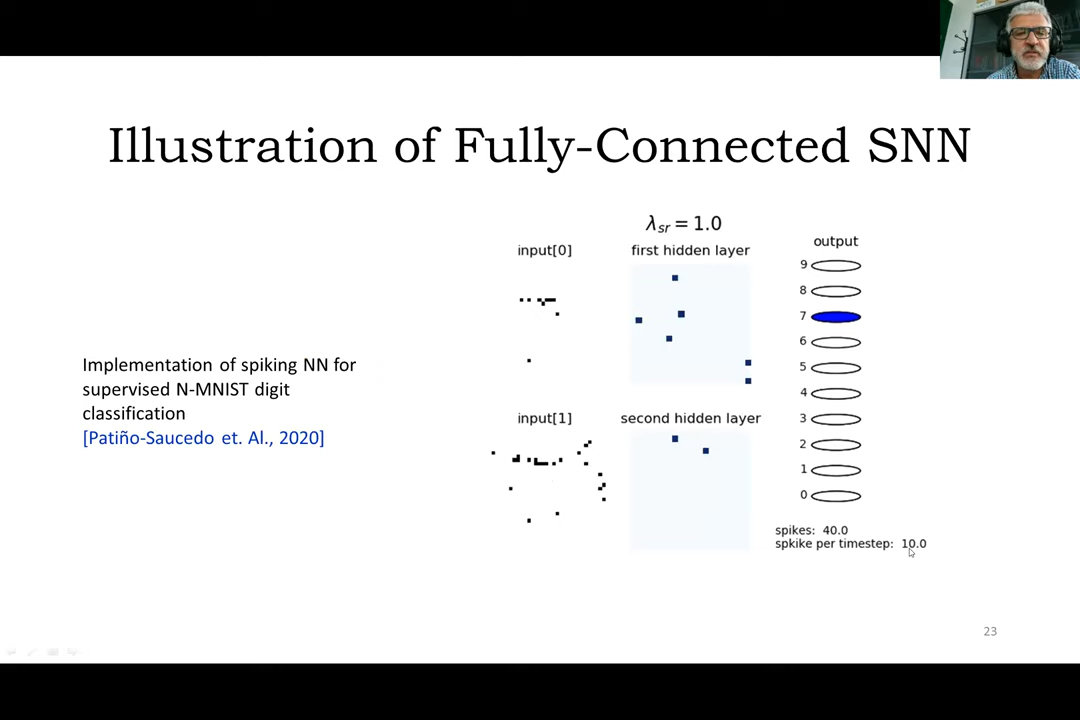 Illustration of Fully-Connected SNN
Implementation of spiking NN for
supervised N-MNIST digit
classification
[Patiño-Saucedo et. Al., 2020]
λsr = 1.0
input[0]
first hidden layer
output
9
8
7
6
5
4
3
2
1
0
input[1]
second hidden layer
spikes: 40.0
spkike per timestep: 10.0
23